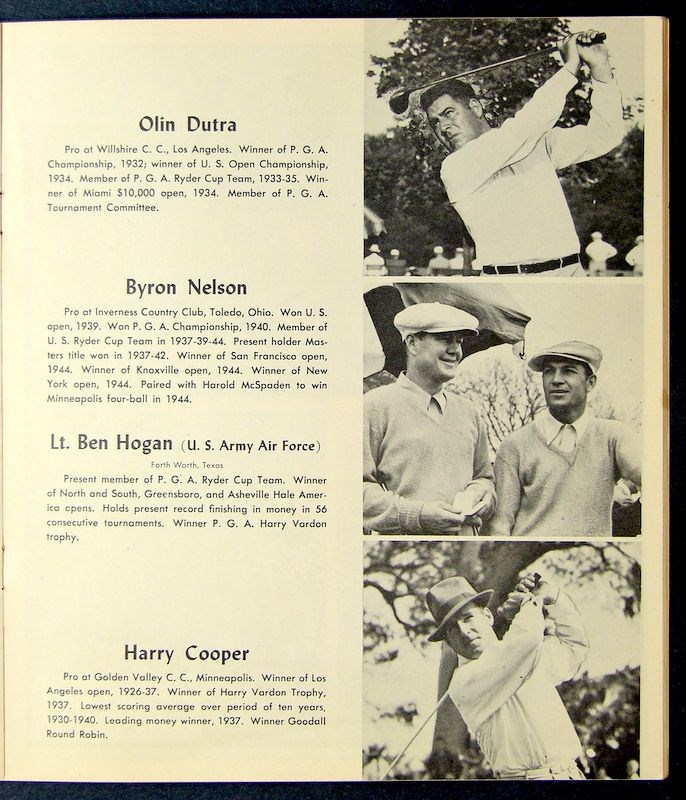 Olin Dutra
Pro at Willshire C. C., Los Angeles. Winner of P. G. A.
Championship, 1932; winner of U. S. Open Championship,
1934. Member of P. G. A. Ryder Cup Team, 1933-35. Win-
ner of Miami $10,000 open, 1934. Member of P. G. A.
Tournament Committee.
Byron Nelson
Pro at Inverness Country Club, Toledo, Ohio. Won U. S.
open, 1939. Won P. G. A. Championship, 1940. Member of
U. S. Ryder Cup Team in 1937-39-44. Present holder Mas-
ters title won in 1937-42. Winner of San Francisco open,
1944. Winner of Knoxville open, 1944. Winner of New
York open, 1944. Paired with Harold McSpaden to win
Minneapolis four-ball in 1944.
Lt. Ben Hogan (U. S. Army Air Force)
Forth Worth, Texas
Present member of P. G. A. Ryder Cup Team. Winner
of North and South, Greensboro, and Asheville Hale Amer-
ica opens. Holds present record finishing in money in 56
consecutive tournaments. Winner P. G. A. Harry Vardon
trophy.
Harry Cooper
Pro at Golden Valley C. C., Minneapolis. Winner of Los
Angeles open, 1926-37. Winner of Harry Vardon Trophy,
1937. Lowest scoring average over period of ten years,
1930-1940. Leading money winner, 1937. Winner Goodall
Round Robin.